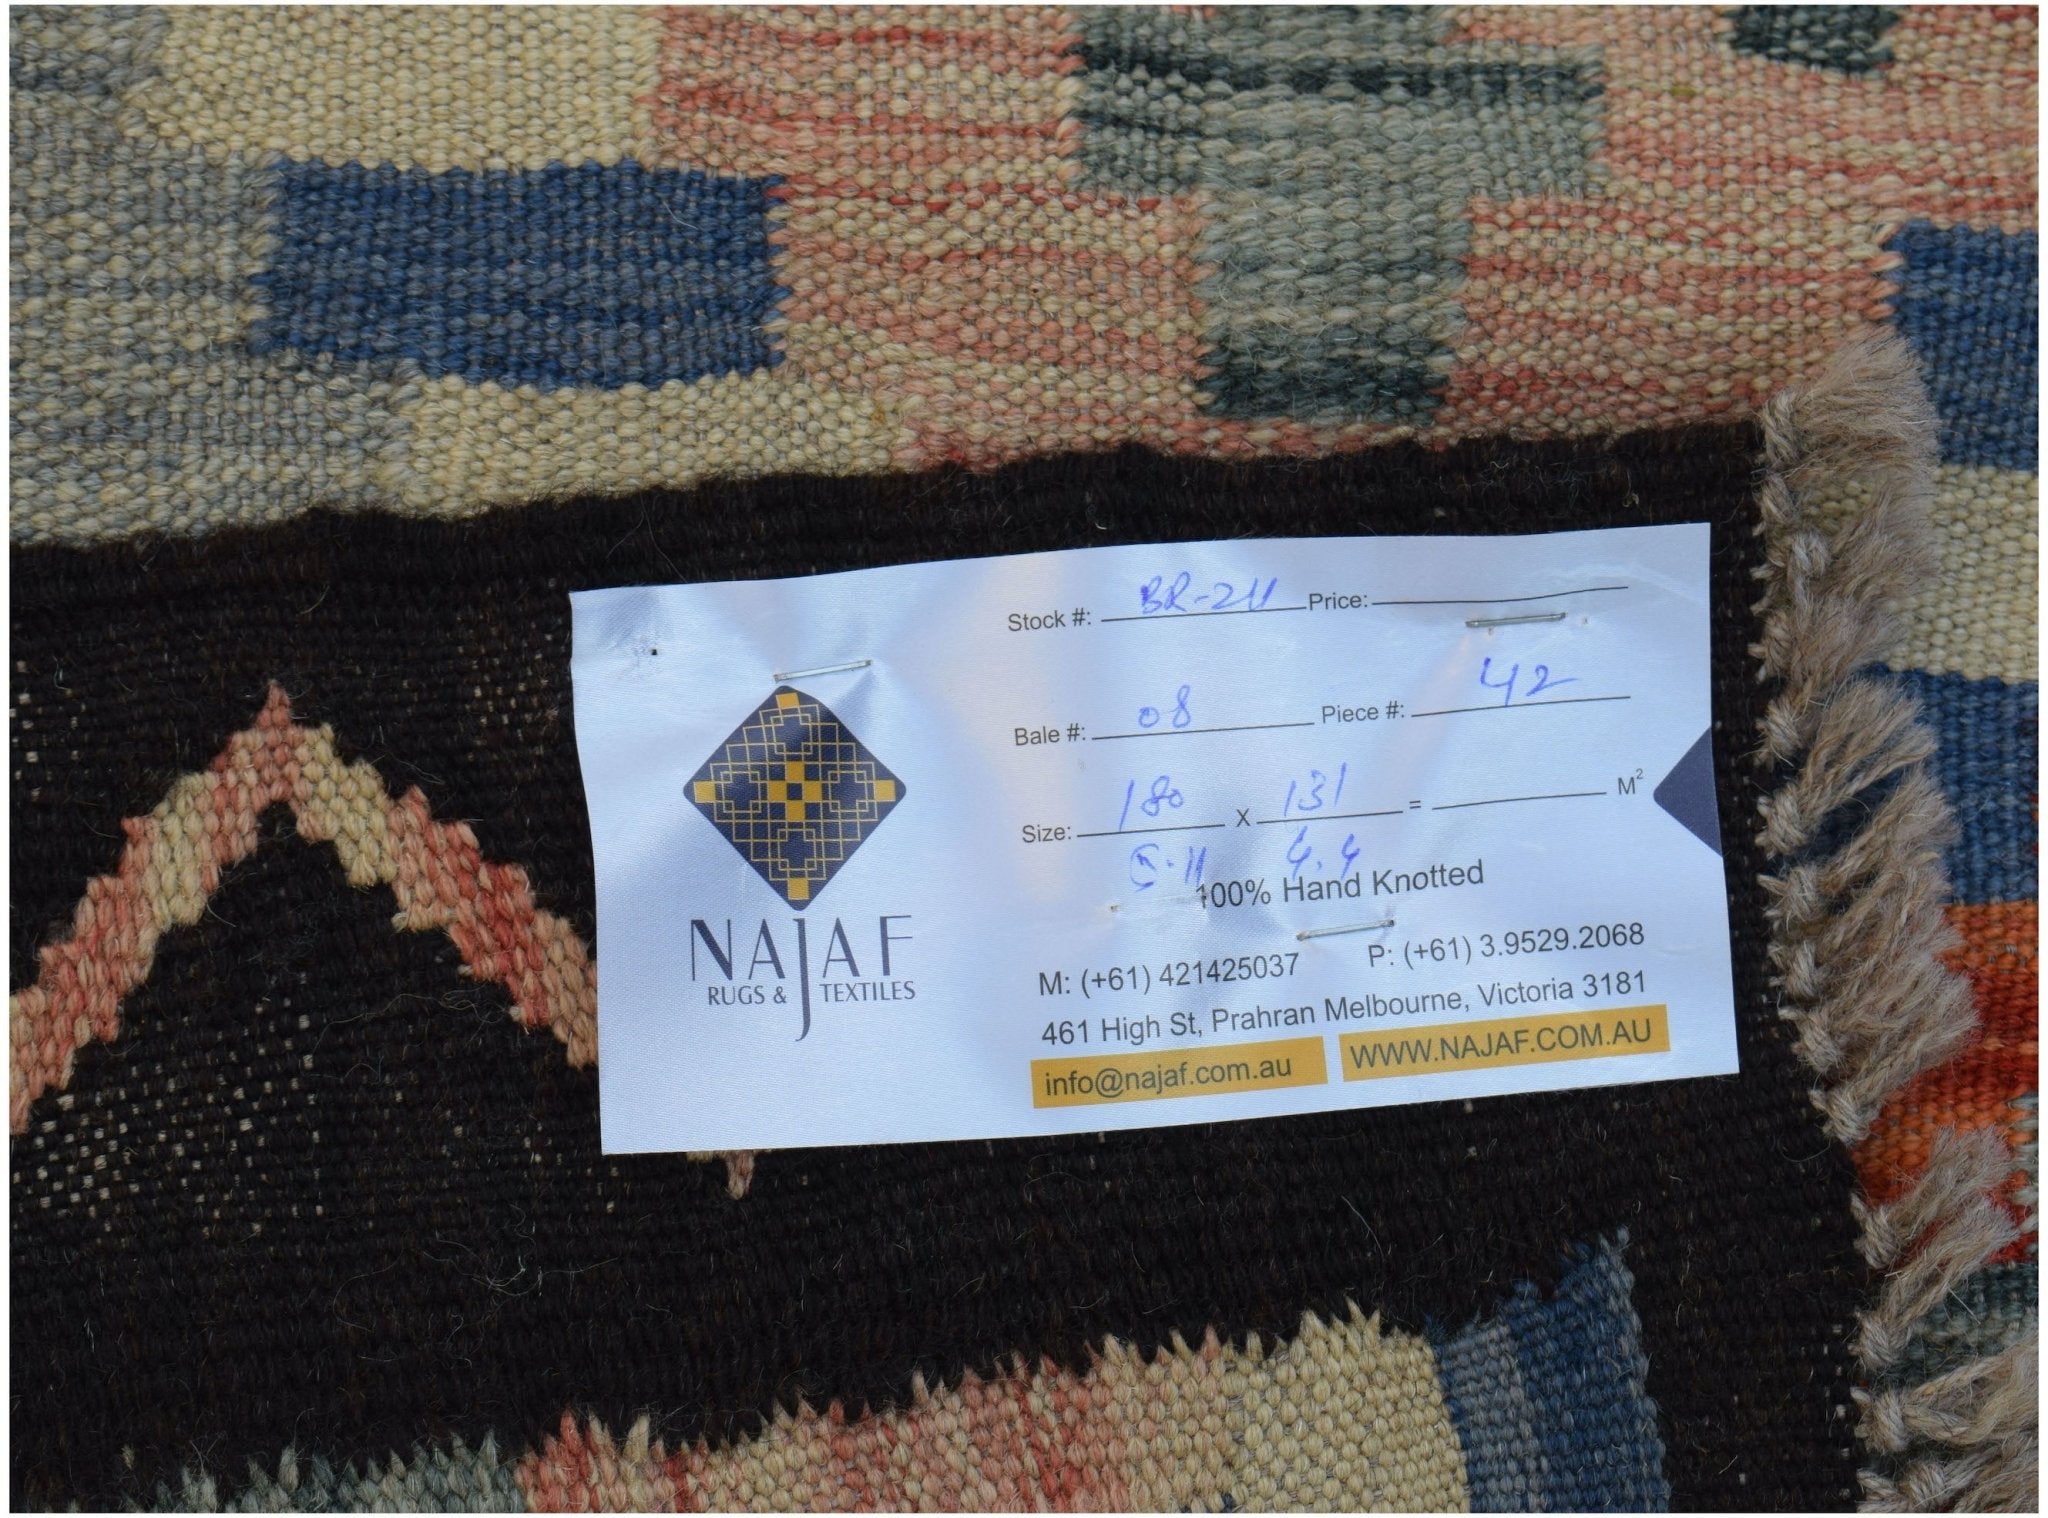 Stock #: BR-211 Price:
Bale #: 08 Piece #: 42
Size: 180 X 131 = M²
5.11 4.4
100% Hand Knotted
NAJAF
RUGS & TEXTILES
M: (+61) 421425037 P: (+61) 3.9529.2068
461 High St, Prahran Melbourne, Victoria 3181
info@najaf.com.au WWW.NAJAF.COM.AU